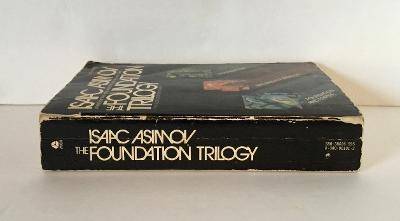 ISAAC ASIMOV
THE FOUNDATION
TRILOGY
ISAAC ASIMOV
THE FOUNDATION TRILOGY